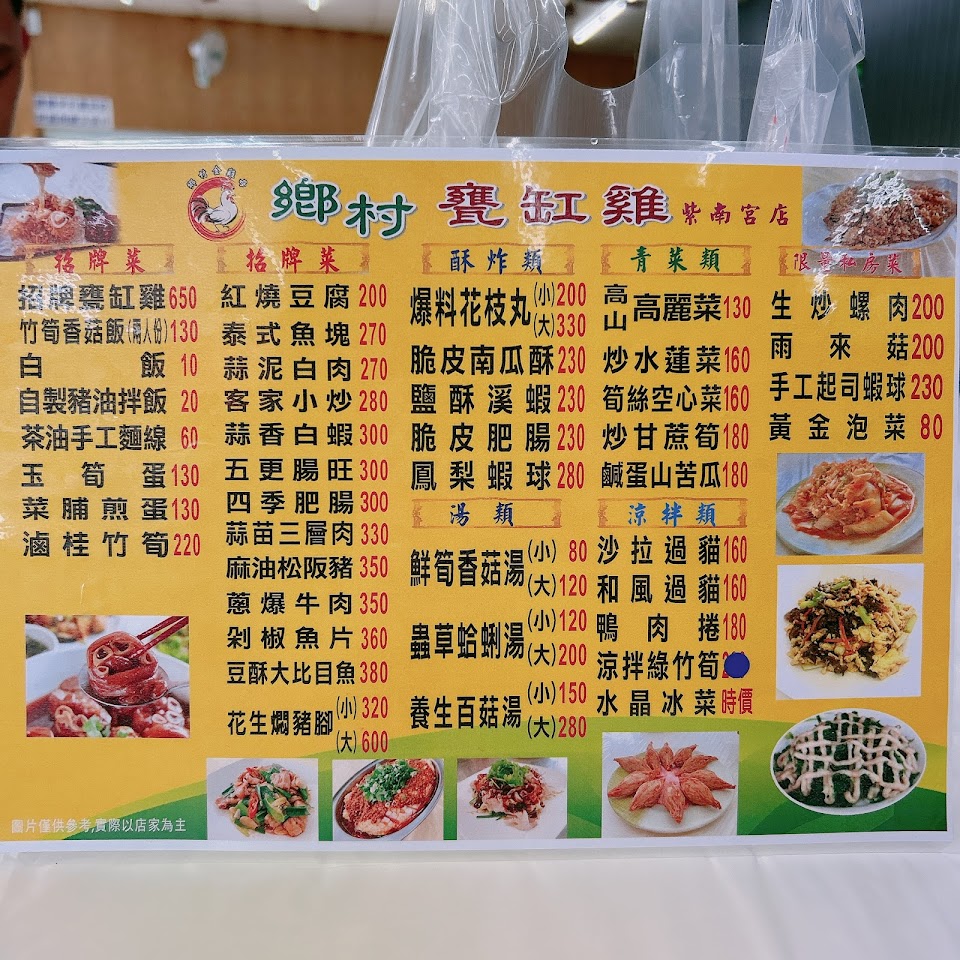 鄉村 甕缸雞 紫南宮店
招牌菜
招牌甕缸雞 650
竹筍香菇飯(兩人份) 130
白飯 10
自製豬油拌飯 20
茶油手工麵線 60
玉筍蛋 130
菜脯煎蛋 130
滷桂竹筍 220
招牌菜
紅燒豆腐 200
泰式魚塊 270
蒜泥白肉 270
客家小炒 280
蒜香白蝦 300
五更腸旺 300
四季肥腸 300
蒜苗三層肉 330
麻油松阪豬 350
蔥爆牛肉 350
剁椒魚片 360
豆酥大比目魚 380
花生燜豬腳 (小) 320
(大) 600
酥炸類
爆料花枝丸 (小) 200
(大) 330
脆皮南瓜酥 230
鹽酥溪蝦 230
脆皮肥腸 230
鳳梨蝦球 280
湯類
鮮筍香菇湯 (小) 80
(大) 120
蟲草蛤蜊湯 (小) 120
(大) 200
養生百菇湯 (小) 150
(大) 280
青菜類
高山高麗菜 130
炒水蓮菜 160
筍絲空心菜 160
炒甘蔗筍 180
鹹蛋山苦瓜 180
涼拌類
沙拉過貓 160
和風過貓 160
鴨肉捲 180
涼拌綠竹筍
水晶冰菜 時價
限量私房菜
生炒螺肉 200
雨來菇 200
手工起司蝦球 230
黃金泡菜 80
圖片僅供參考,實際以店家為主